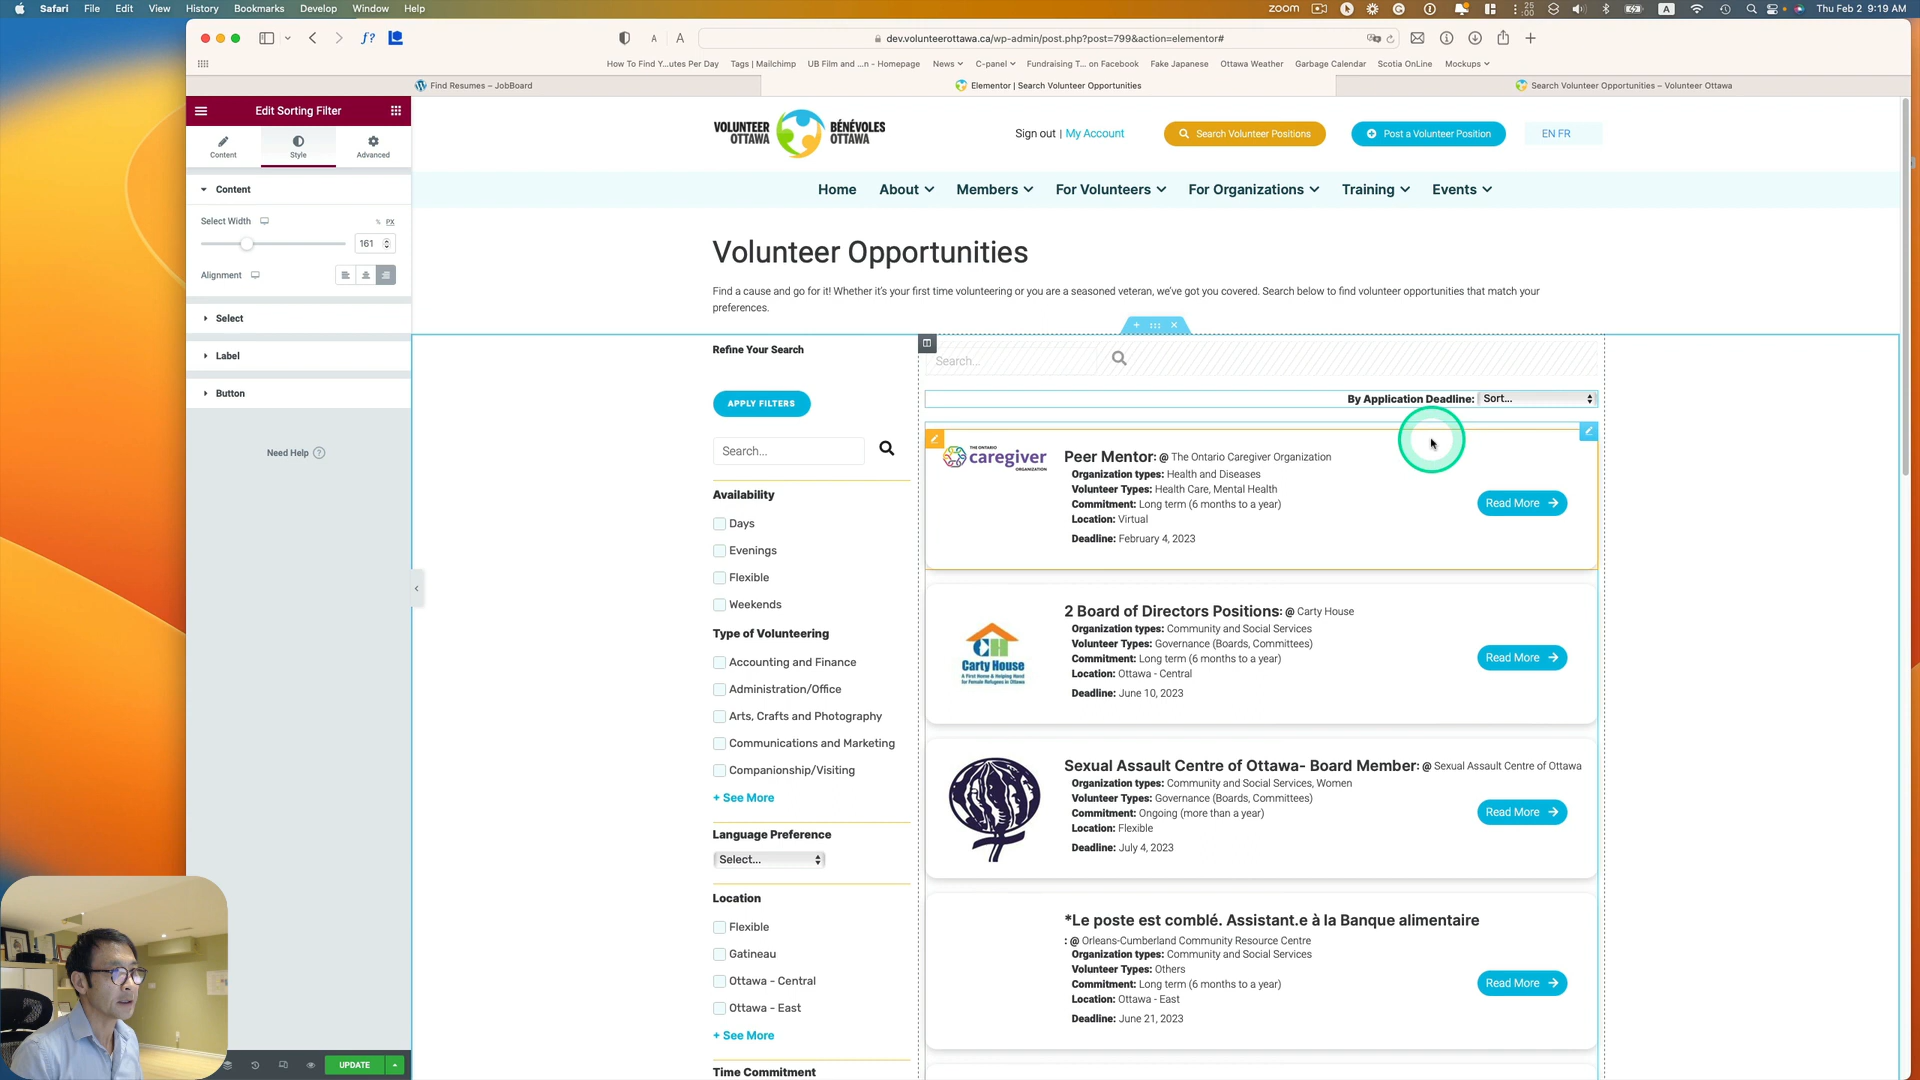 Safari File Edit View History Bookmarks Develop Window Help
zoom 25 :00 A Thu Feb 2 9:19 AM
A A dev.volunteerottawa.ca/wp-admin/post.php?post=799&action=elementor#
How To Find Y...utes Per Day Tags | Mailchimp UB Film and ...n - Homepage News C-panel Fundraising T... on Facebook Fake Japanese Ottawa Weather Garbage Calendar Scotia OnLine Mockups
Find Resumes – JobBoard Elementor | Search Volunteer Opportunities Search Volunteer Opportunities – Volunteer Ottawa
Edit Sorting Filter
Content Style Advanced
Content
Select Width % PX
161
Alignment
Select
Label
Button
Need Help ?
UPDATE
VOLUNTEER OTTAWA BÉNÉVOLES OTTAWA
Sign out | My Account Search Volunteer Positions Post a Volunteer Position EN FR
Home About Members For Volunteers For Organizations Training Events
Volunteer Opportunities
Find a cause and go for it! Whether it's your first time volunteering or you are a seasoned veteran, we've got you covered. Search below to find volunteer opportunities that match your
preferences.
Refine Your Search
APPLY FILTERS
Search...
Availability
Days
Evenings
Flexible
Weekends
Type of Volunteering
Accounting and Finance
Administration/Office
Arts, Crafts and Photography
Communications and Marketing
Companionship/Visiting
+ See More
Language Preference
Select...
Location
Flexible
Gatineau
Ottawa - Central
Ottawa - East
+ See More
Time Commitment
Search...
By Application Deadline: Sort...
THE ONTARIO
caregiver
ORGANIZATION
Peer Mentor: @ The Ontario Caregiver Organization
Organization types: Health and Diseases
Volunteer Types: Health Care, Mental Health
Commitment: Long term (6 months to a year)
Location: Virtual
Deadline: February 4, 2023
Read More
CH
Carty House
A First Home & Helping Hand
for Female Refugees in Ottawa
2 Board of Directors Positions: @ Carty House
Organization types: Community and Social Services
Volunteer Types: Governance (Boards, Committees)
Commitment: Long term (6 months to a year)
Location: Ottawa - Central
Deadline: June 10, 2023
Read More
Sexual Assault Centre of Ottawa- Board Member: @ Sexual Assault Centre of Ottawa
Organization types: Community and Social Services, Women
Volunteer Types: Governance (Boards, Committees)
Commitment: Ongoing (more than a year)
Location: Flexible
Deadline: July 4, 2023
Read More
*Le poste est comblé. Assistant.e à la Banque alimentaire
: @ Orleans-Cumberland Community Resource Centre
Organization types: Community and Social Services
Volunteer Types: Others
Commitment: Long term (6 months to a year)
Location: Ottawa - East
Deadline: June 21, 2023
Read More